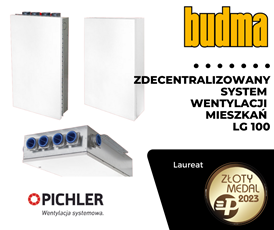 budma
ZDECENTRALIZOWANY
SYSTEM
WENTYLACJI
MIESZKAŃ
LG 100
Laureat
ZŁOTY
MEDAL
2023
PICHLER
Wentylacja systemowa.